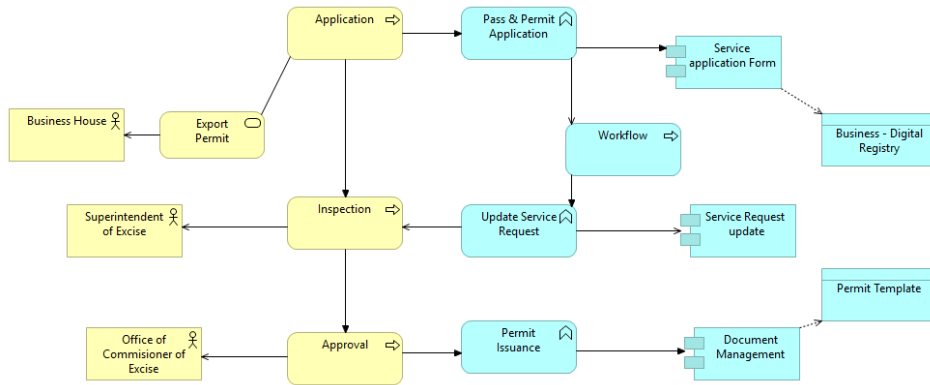 Application
Pass & Permit
Application
Service
application Form
Business House
Export
Permit
Workflow
Business - Digital
Registry
Superintendent
of Excise
Inspection
Update Service
Request
Service Request
update
Permit Template
Office of
Commisioner of
Excise
Approval
Permit
Issuance
Document
Management